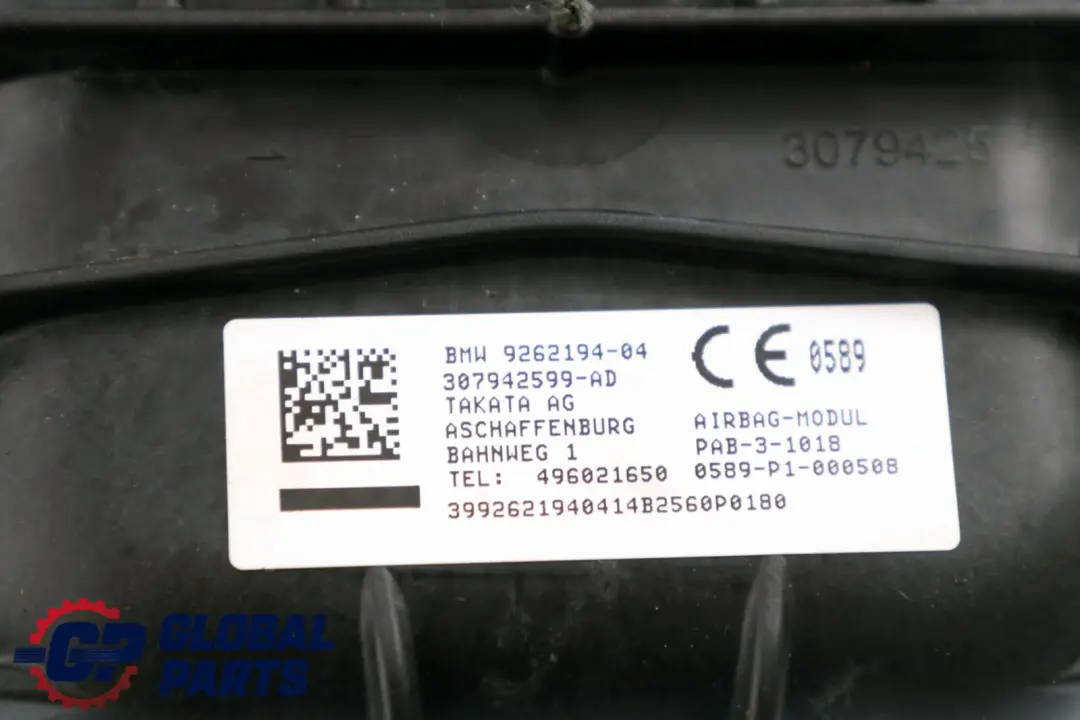 3079425
BMW 9262194-04
307942599-AD
TAKATA AG
ASCHAFFENBURG
BAHNWEG 1
TEL: 496021650
3992621940414B2560P0180
CE 0589
AIRBAG-MODUL
PAB-3-1018
0589-P1-000508
GP GLOBAL
PARTS